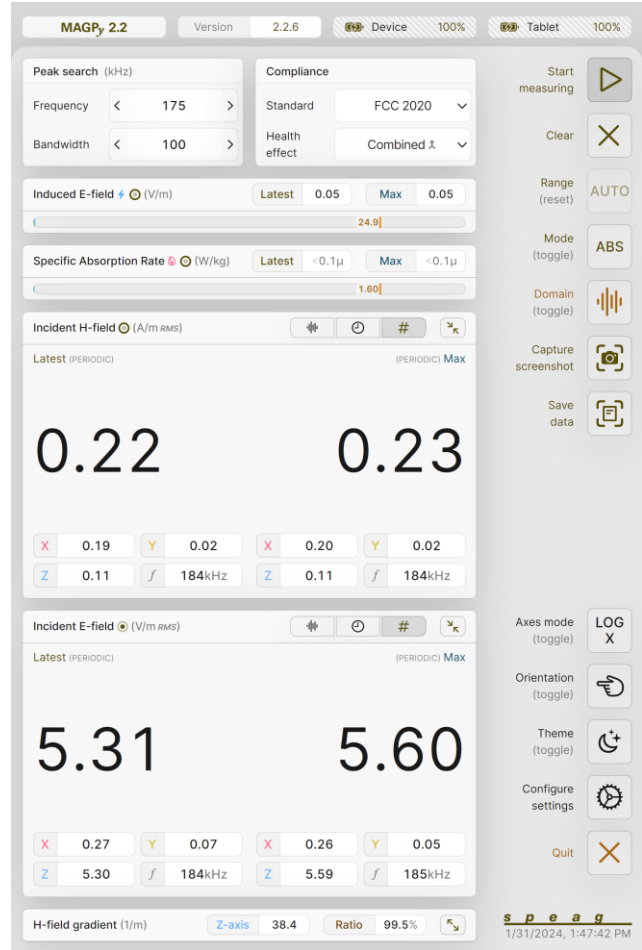 MAGPy 2.2 Version 2.2.6 Device 100% Tablet 100%
Peak search (kHz)
Frequency < 175 >
Bandwidth < 100 >
Compliance
Standard FCC 2020
Health effect Combined
Induced E-field (V/m) Latest 0.05 Max 0.05
24.9
Specific Absorption Rate (W/kg) Latest <0.1µ Max <0.1µ
1.60
Incident H-field (A/m RMS) #
Latest (PERIODIC) (PERIODIC) Max
0.22 0.23
X 0.19 Y 0.02 X 0.20 Y 0.02
Z 0.11 f 184kHz Z 0.11 f 184kHz
Incident E-field (V/m RMS) #
Latest (PERIODIC) (PERIODIC) Max
5.31 5.60
X 0.27 Y 0.07 X 0.26 Y 0.05
Z 5.30 f 184kHz Z 5.59 f 185kHz
H-field gradient (1/m) Z-axis 38.4 Ratio 99.5%
Start
measuring
Clear
Range
(reset) AUTO
Mode
(toggle) ABS
Domain
(toggle)
Capture
screenshot
Save
data
Axes mode LOG
(toggle) X
Orientation
(toggle)
Theme
(toggle)
Configure
settings
Quit
speag
1/31/2024, 1:47:42 PM